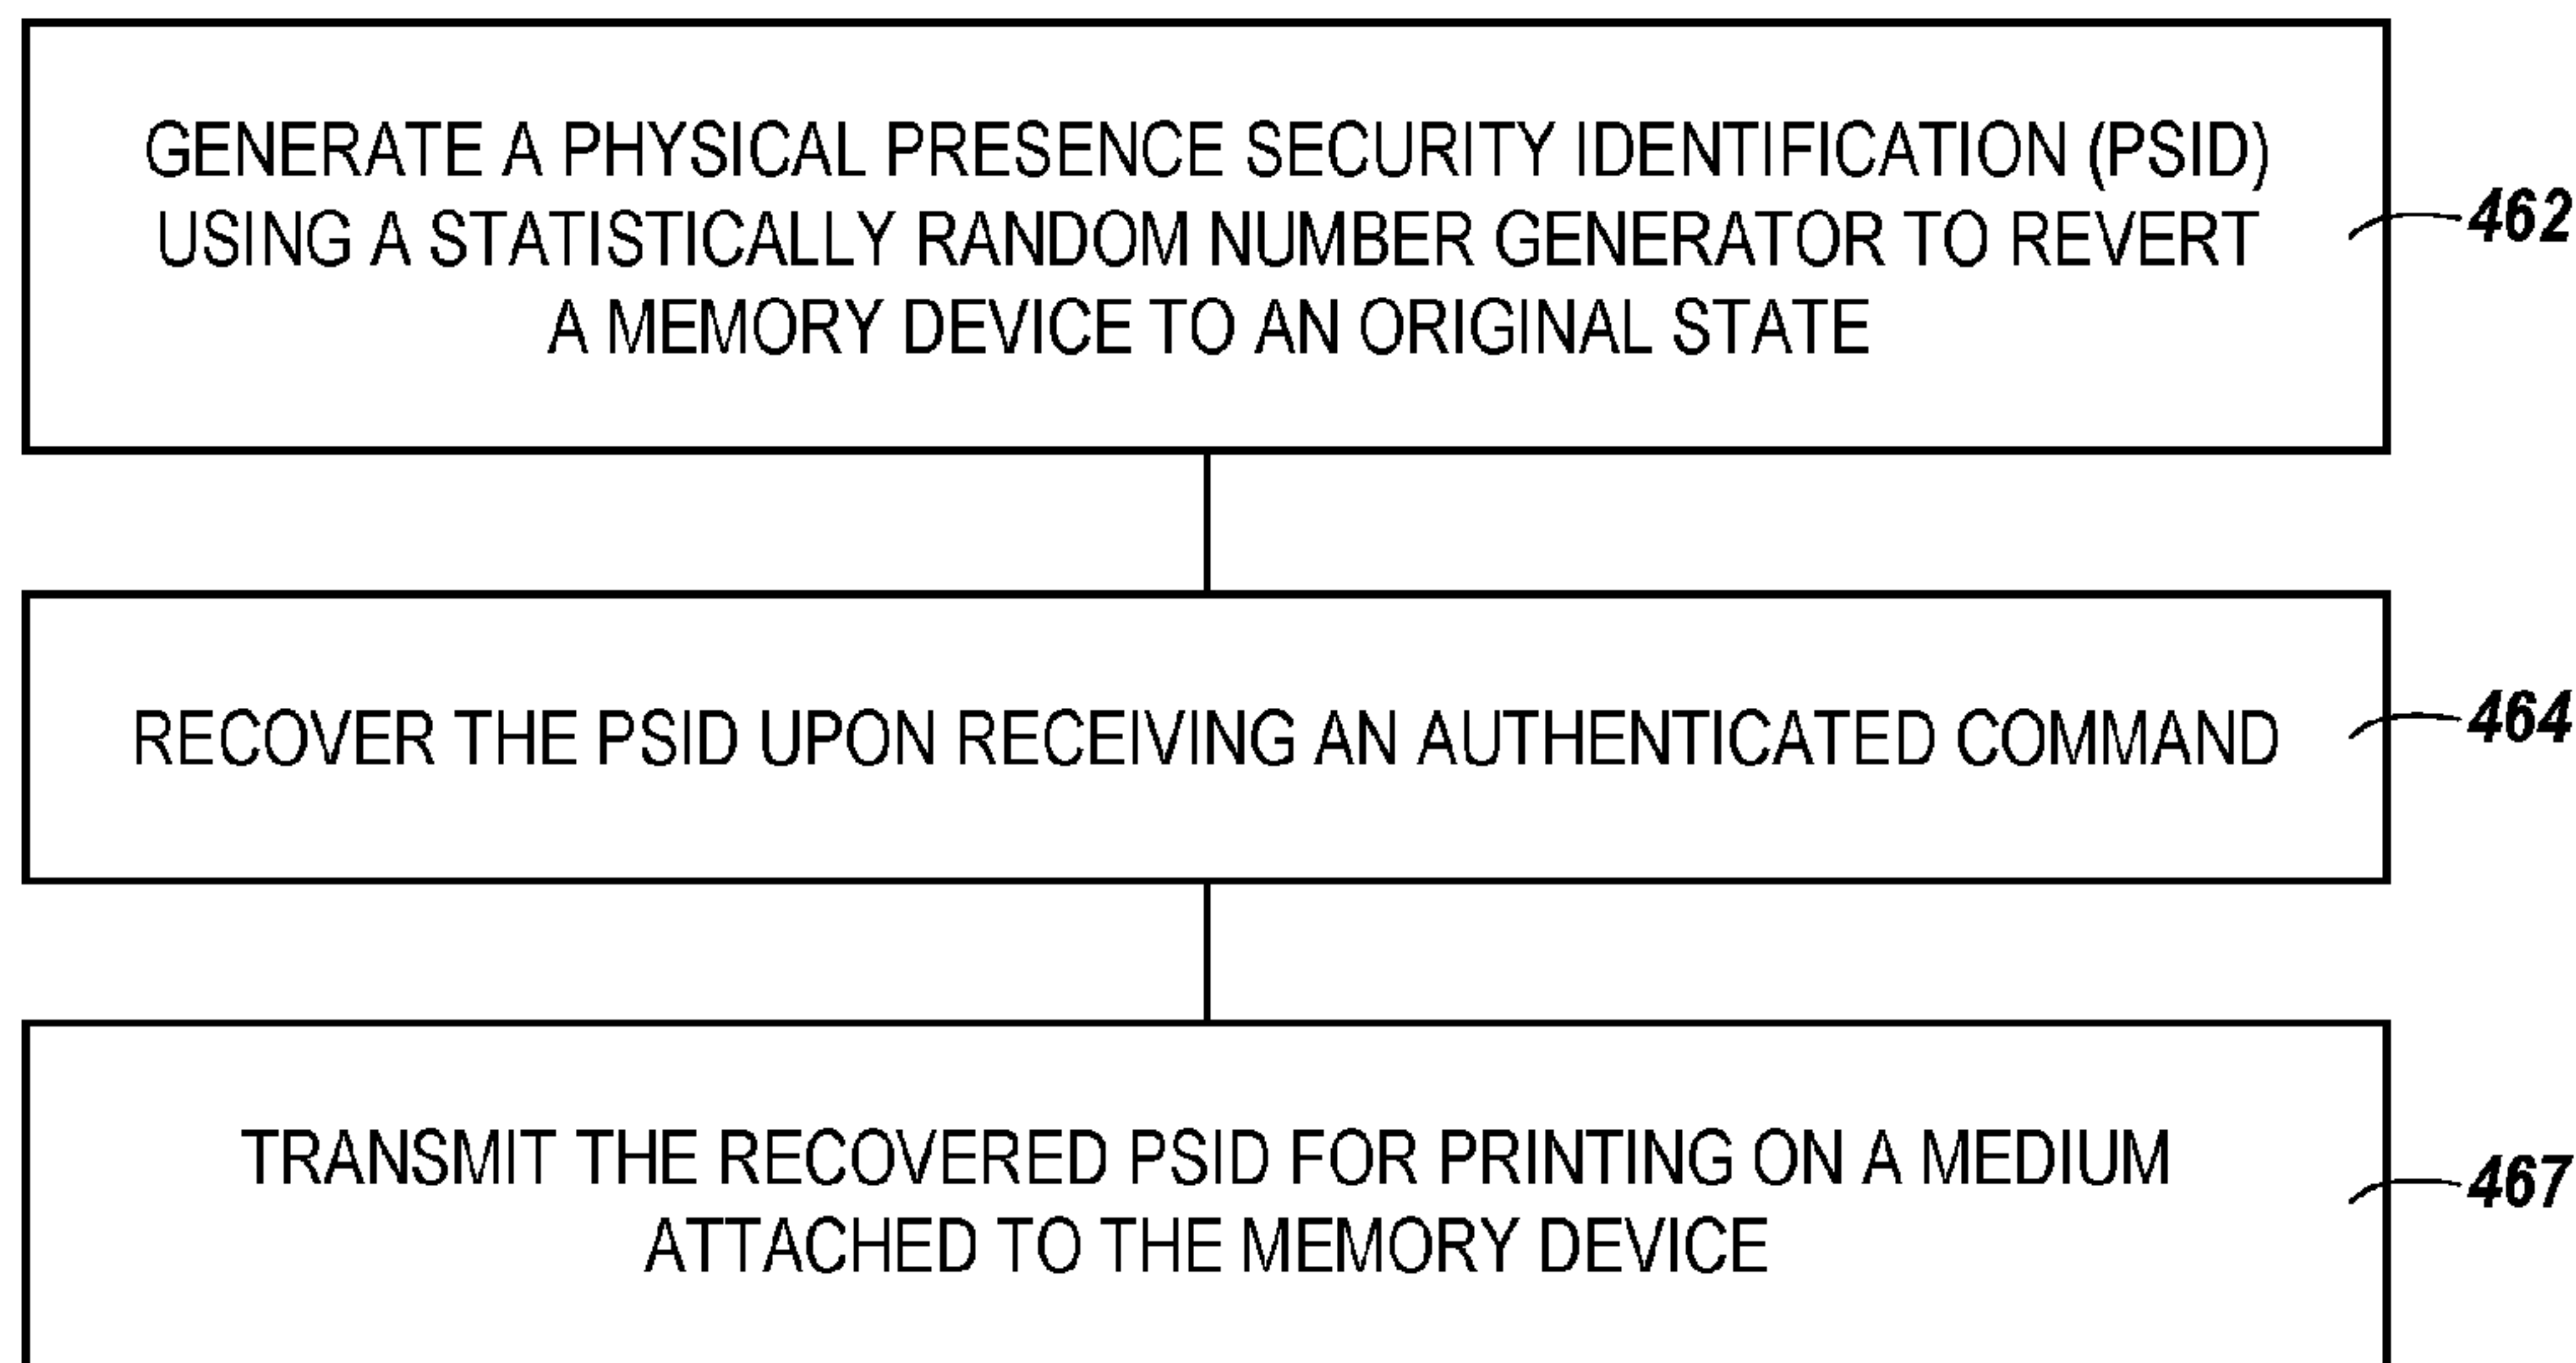 GENERATE A PHYSICAL PRESENCE SECURITY IDENTIFICATION (PSID)
USING A STATISTICALLY RANDOM NUMBER GENERATOR TO REVERT
A MEMORY DEVICE TO AN ORIGINAL STATE
462
RECOVER THE PSID UPON RECEIVING AN AUTHENTICATED COMMAND
464
TRANSMIT THE RECOVERED PSID FOR PRINTING ON A MEDIUM
ATTACHED TO THE MEMORY DEVICE
467